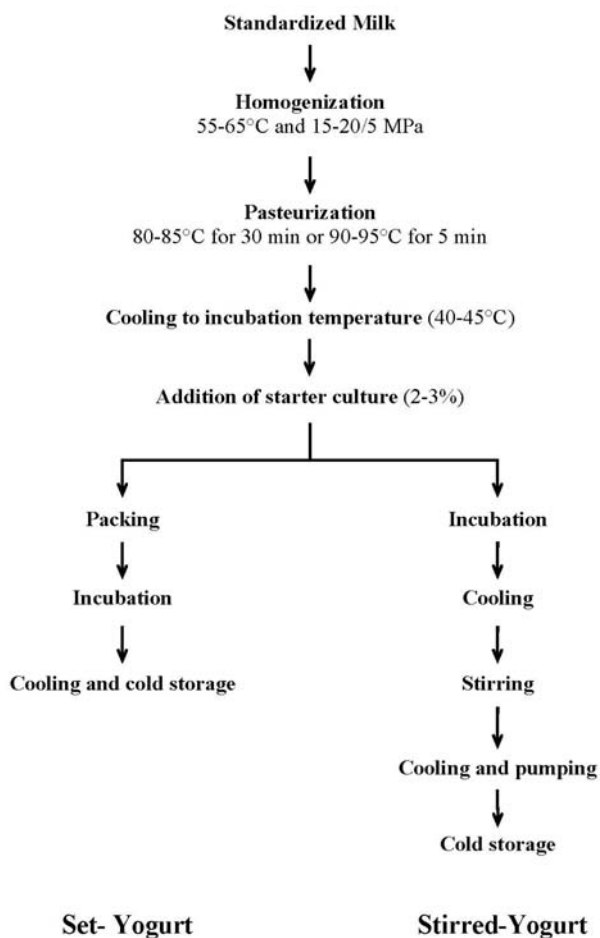 Standardized Milk
Homogenization
55-65°C and 15-20/5 MPa
Pasteurization
80-85°C for 30 min or 90-95°C for 5 min
Cooling to incubation temperature (40-45°C)
Addition of starter culture (2-3%)
Packing
Incubation
Cooling and cold storage
Incubation
Cooling
Stirring
Cooling and pumping
Cold storage
Set- Yogurt
Stirred-Yogurt